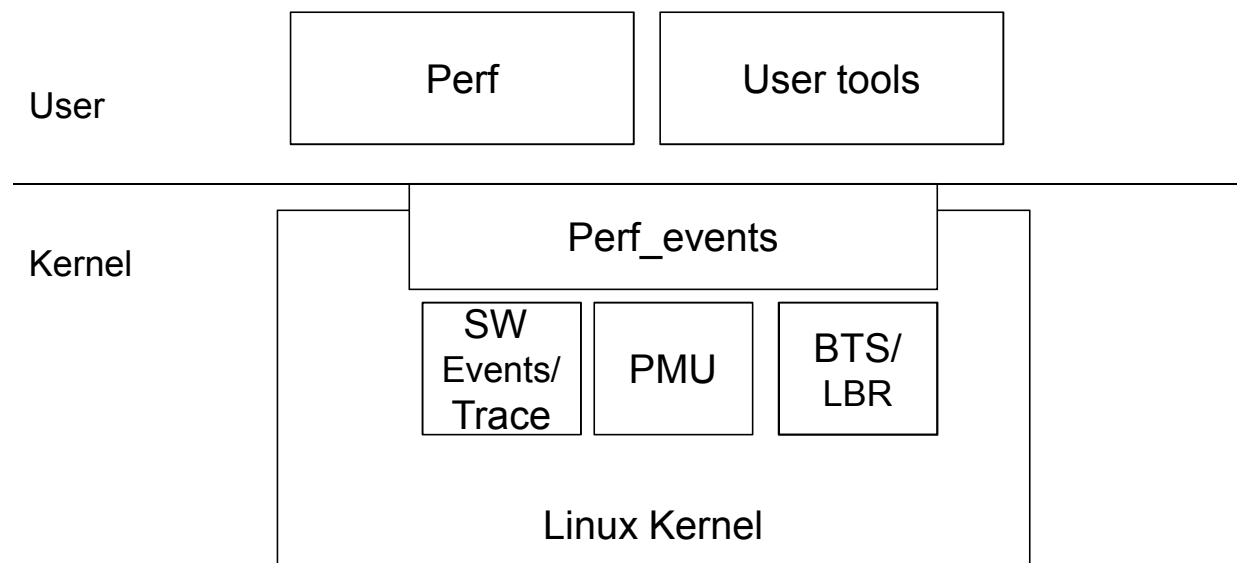 Perf
User tools
User
Perf_events
Kernel
SW
Events/
Trace
PMU
BTS/
LBR
Linux Kernel